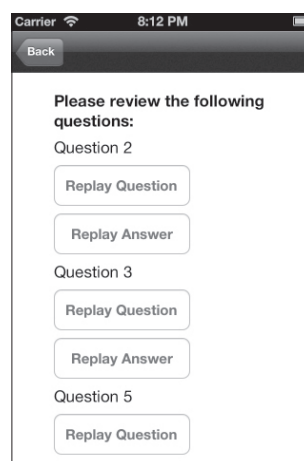 Carrier 8:12 PM
Back
Please review the following
questions:
Question 2
Replay Question
Replay Answer
Question 3
Replay Question
Replay Answer
Question 5
Replay Question